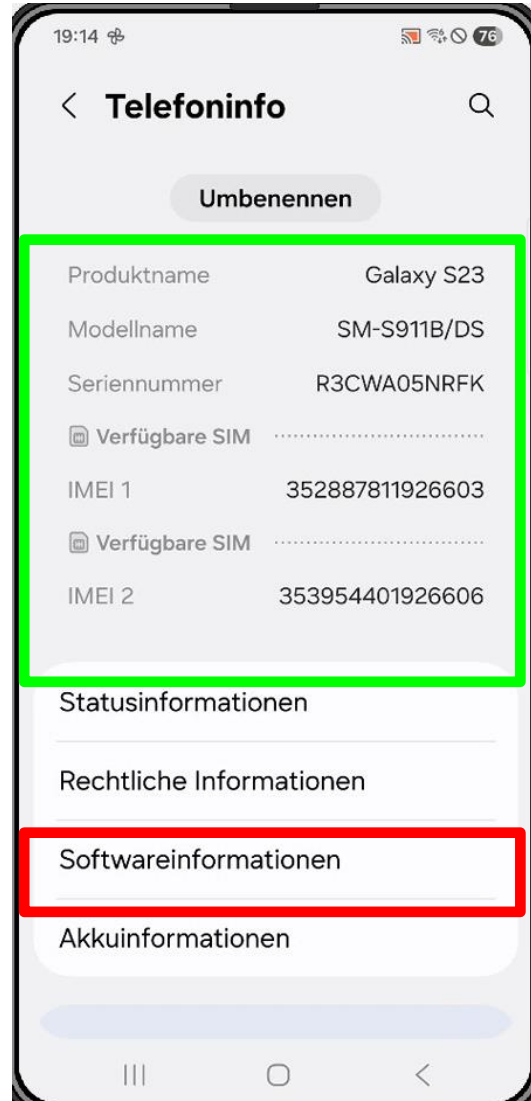 19:14
76
Telefoninfo
Umbenennen
Produktname Galaxy S23
Modellname SM-S911B/DS
Seriennummer R3CWA05NRFK
Verfügbare SIM
IMEI 1 352887811926603
Verfügbare SIM
IMEI 2 353954401926606
Statusinformationen
Rechtliche Informationen
Softwareinformationen
Akkuinformationen